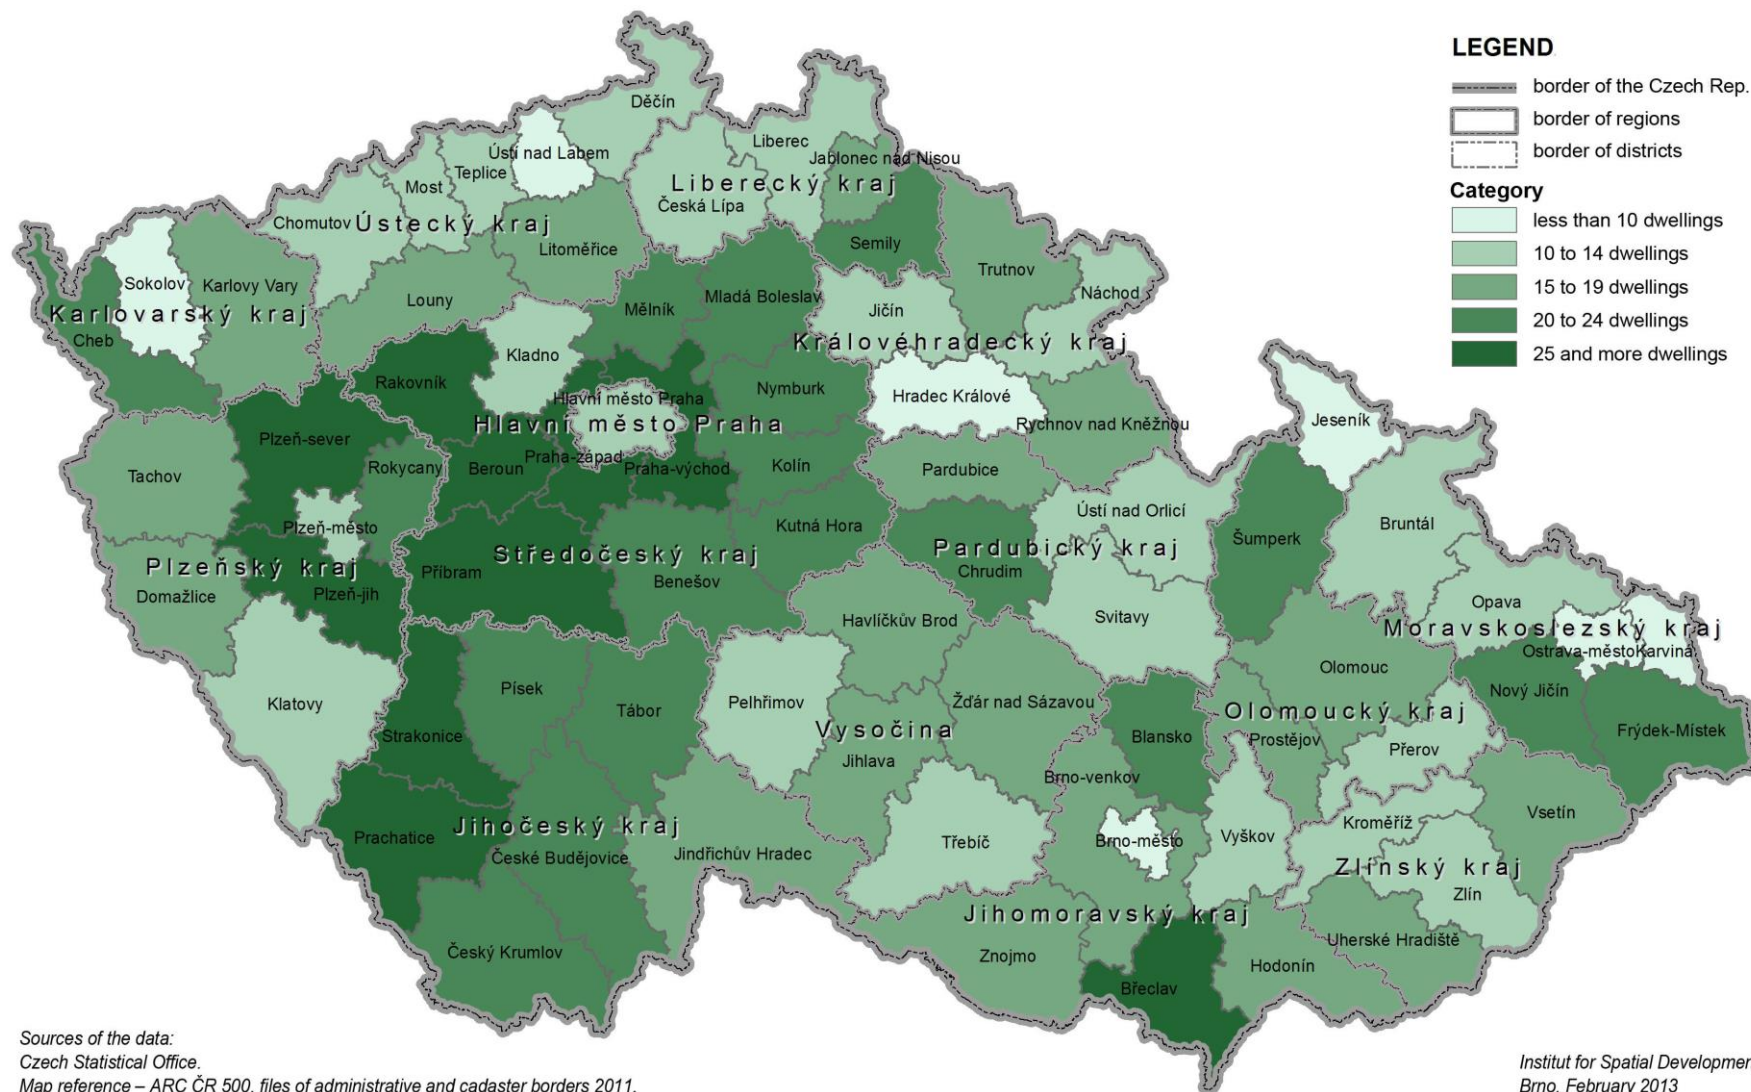 LEGEND
border of the Czech Rep.
border of regions
border of districts
Category
less than 10 dwellings
10 to 14 dwellings
15 to 19 dwellings
20 to 24 dwellings
25 and more dwellings
Děčín
Liberec
Ústí nad Labem
Jablonec nad Nisou
Teplice
Most
Liberecký kraj
Česká Lípa
Chomutov
Ústecký kraj
Litoměřice
Semily
Trutnov
Sokolov
Karlovy Vary
Louny
Mělník
Mladá Boleslav
Náchod
Jičín
Karlovarský kraj
Cheb
Královéhradecký kraj
Kladno
Rakovník
Nymburk
Hlavní město Praha
Hradec Králové
Hlavní město Praha
Rychnov nad Kněžnou
Jeseník
Plzeň-sever
Rokycany
Beroun
Praha-západ
Praha-východ
Kolín
Pardubice
Tachov
Ústí nad Orlicí
Plzeň-město
Kutná Hora
Bruntál
Šumperk
Středočeský kraj
Pardubický kraj
Plzeňský kraj
Příbram
Benešov
Chrudim
Domažlice
Plzeň-jih
Opava
Havlíčkův Brod
Svitavy
Moravskoslezský kraj
Ostrava-město
Karviná
Olomouc
Písek
Nový Jičín
Klatovy
Pelhřimov
Žďár nad Sázavou
Tábor
Olomoucký kraj
Strakonice
Vysočina
Blansko
Prostějov
Frýdek-Místek
Přerov
Jihlava
Brno-venkov
Vsetín
Kroměříž
Jihočeský kraj
Prachatice
Třebíč
Brno-město
Vyškov
České Budějovice
Jindřichův Hradec
Zlínský kraj
Zlín
Jihomoravský kraj
Uherské Hradiště
Český Krumlov
Znojmo
Hodonín
Břeclav
Sources of the data:
Czech Statistical Office.
Map reference – ARC ČR 500, files of administrative and cadaster borders 2011.
Institut for Spatial Developmen
Brno, February 2013